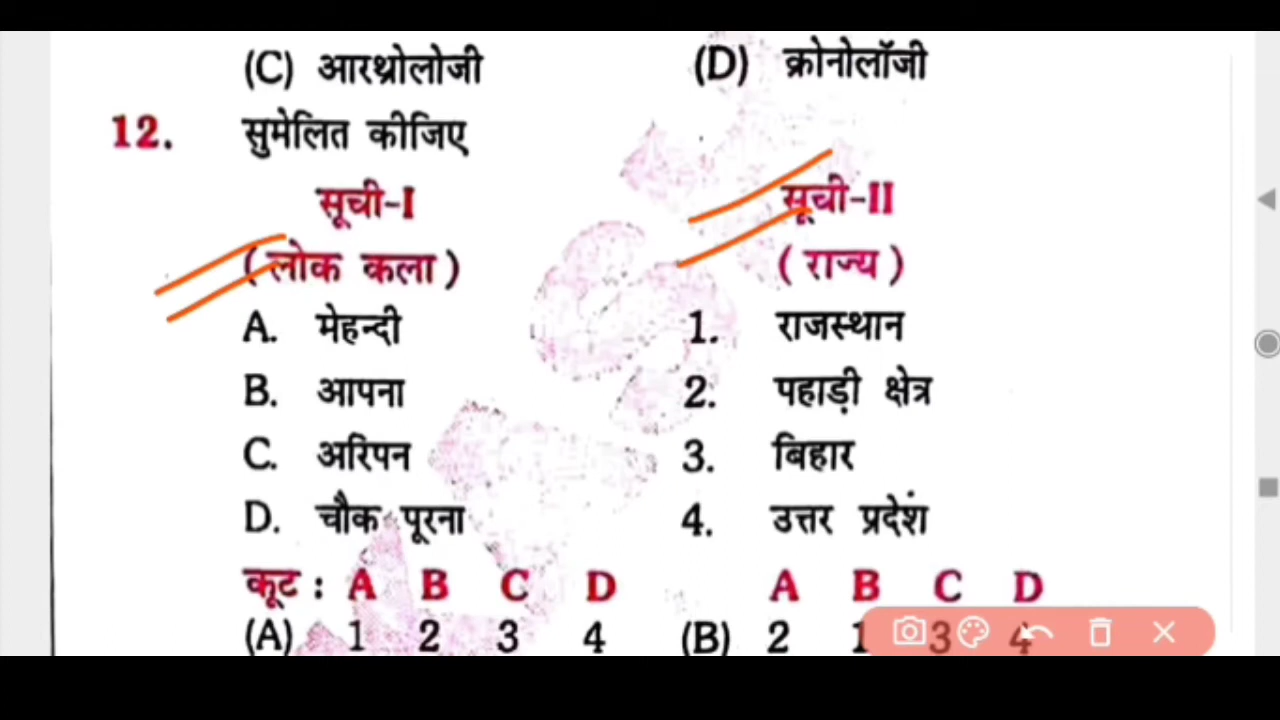 (C) आरथ्रोलोजी (D) क्रोनोलॉजी
12. सुमेलित कीजिए
सूची-I सूची-II
(लोक कला) (राज्य)
A. मेहन्दी 1. राजस्थान
B. आपना 2. पहाड़ी क्षेत्र
C. अरिपन 3. बिहार
D. चौक पूरना 4. उत्तर प्रदेश
कूट : A B C D A B C D
(A) 1 2 3 4 (B) 2 1 3 4